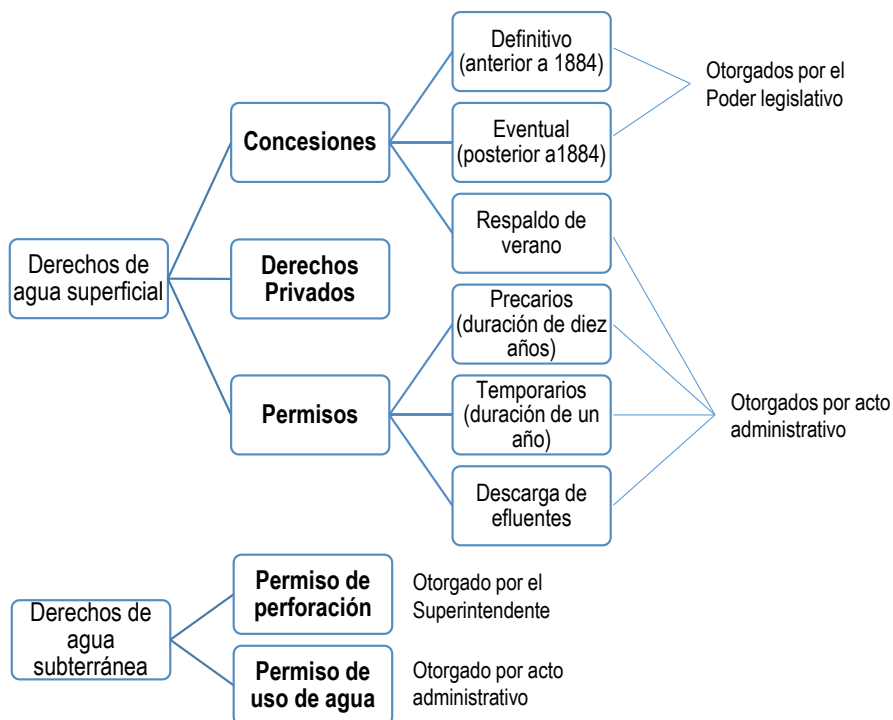 Definitivo
(anterior a 1884)
Otorgados por el
Poder legislativo
Concesiones
Eventual
(posterior a1884)
Respaldo de
verano
Derechos de
agua superficial
Derechos
Privados
Precarios
(duración de diez
años)
Permisos
Temporarios
(duración de un
año)
Otorgados por acto
administrativo
Descarga de
efluentes
Derechos de
agua
subterránea
Permiso de
perforación
Otorgado por el
Superintendente
Permiso de
uso de agua
Otorgado por acto
administrativo